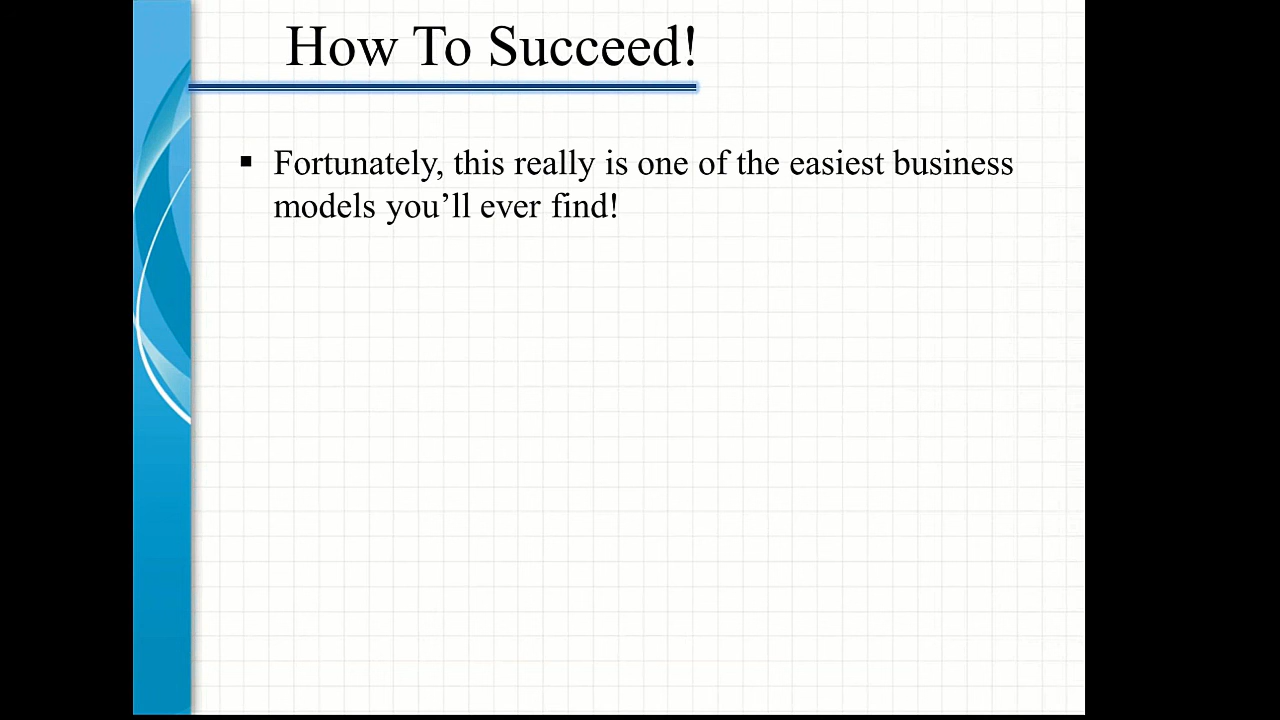 How To Succeed!
▪ Fortunately, this really is one of the easiest business
models you’ll ever find!